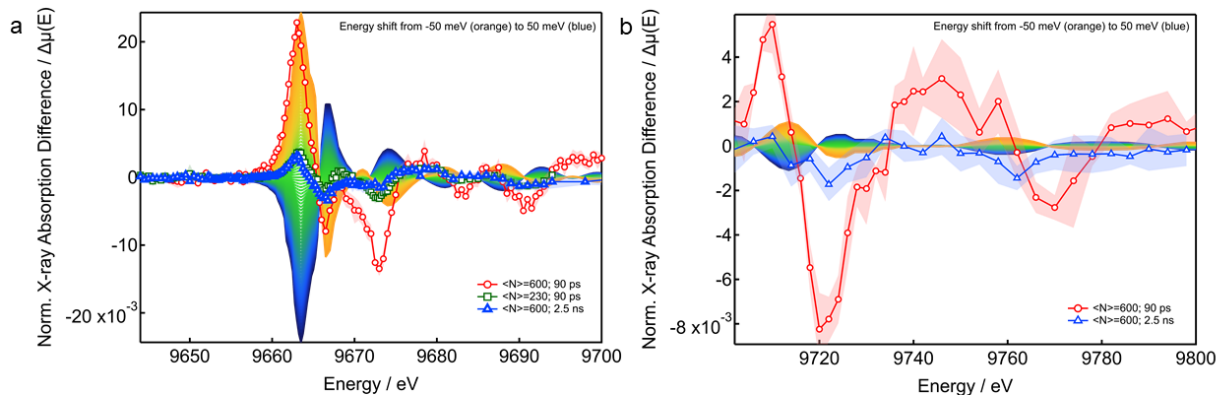 a
Energy shift from -50 meV (orange) to 50 meV (blue)
Norm. X-ray Absorption Difference / Δμ(E)
20
10
0
-10
-20 x10⁻³
<N>=600; 90 ps
<N>=230; 90 ps
<N>=600; 2.5 ns
9650
9660
9670
9680
9690
9700
Energy / eV
b
Energy shift from -50 meV (orange) to 50 meV (blue)
Norm. X-ray Absorption Difference / Δμ(E)
4
2
0
-2
-4
-6
-8 x10⁻³
<N>=600; 90 ps
<N>=600; 2.5 ns
9720
9740
9760
9780
9800
Energy / eV